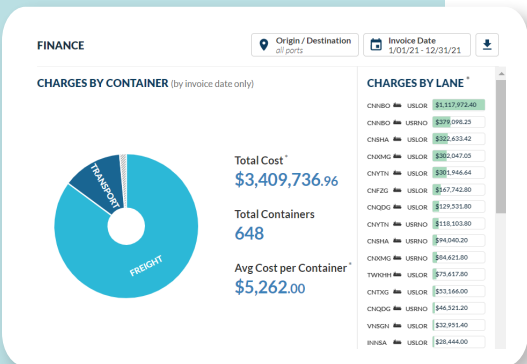 FINANCE
Origin / Destination
all ports
Invoice Date
1/01/21 - 12/31/21
CHARGES BY CONTAINER (by invoice date only)
TRANSPORT
FREIGHT
Total Cost*
$3,409,736.96
Total Containers
648
Avg Cost per Container*
$5,262.00
CHARGES BY LANE *
CNNBO USLOR $1,117,972.40
CNNBO USRNO $379,098.25
CNSHA USLOR $322,633.42
CNXMG USLOR $302,047.05
CNYTN USLOR $301,946.64
CNFZG USLOR $167,742.80
CNQDG USLOR $129,531.80
CNYTN USRNO $118,103.80
CNSHA USRNO $94,040.20
CNXMG USRNO $84,621.80
TWKHH USLOR $75,617.80
CNTXG USLOR $53,166.00
CNQDG USRNO $46,521.20
VNSGN USLOR $32,951.40
INNSA USLOR $28,444.00